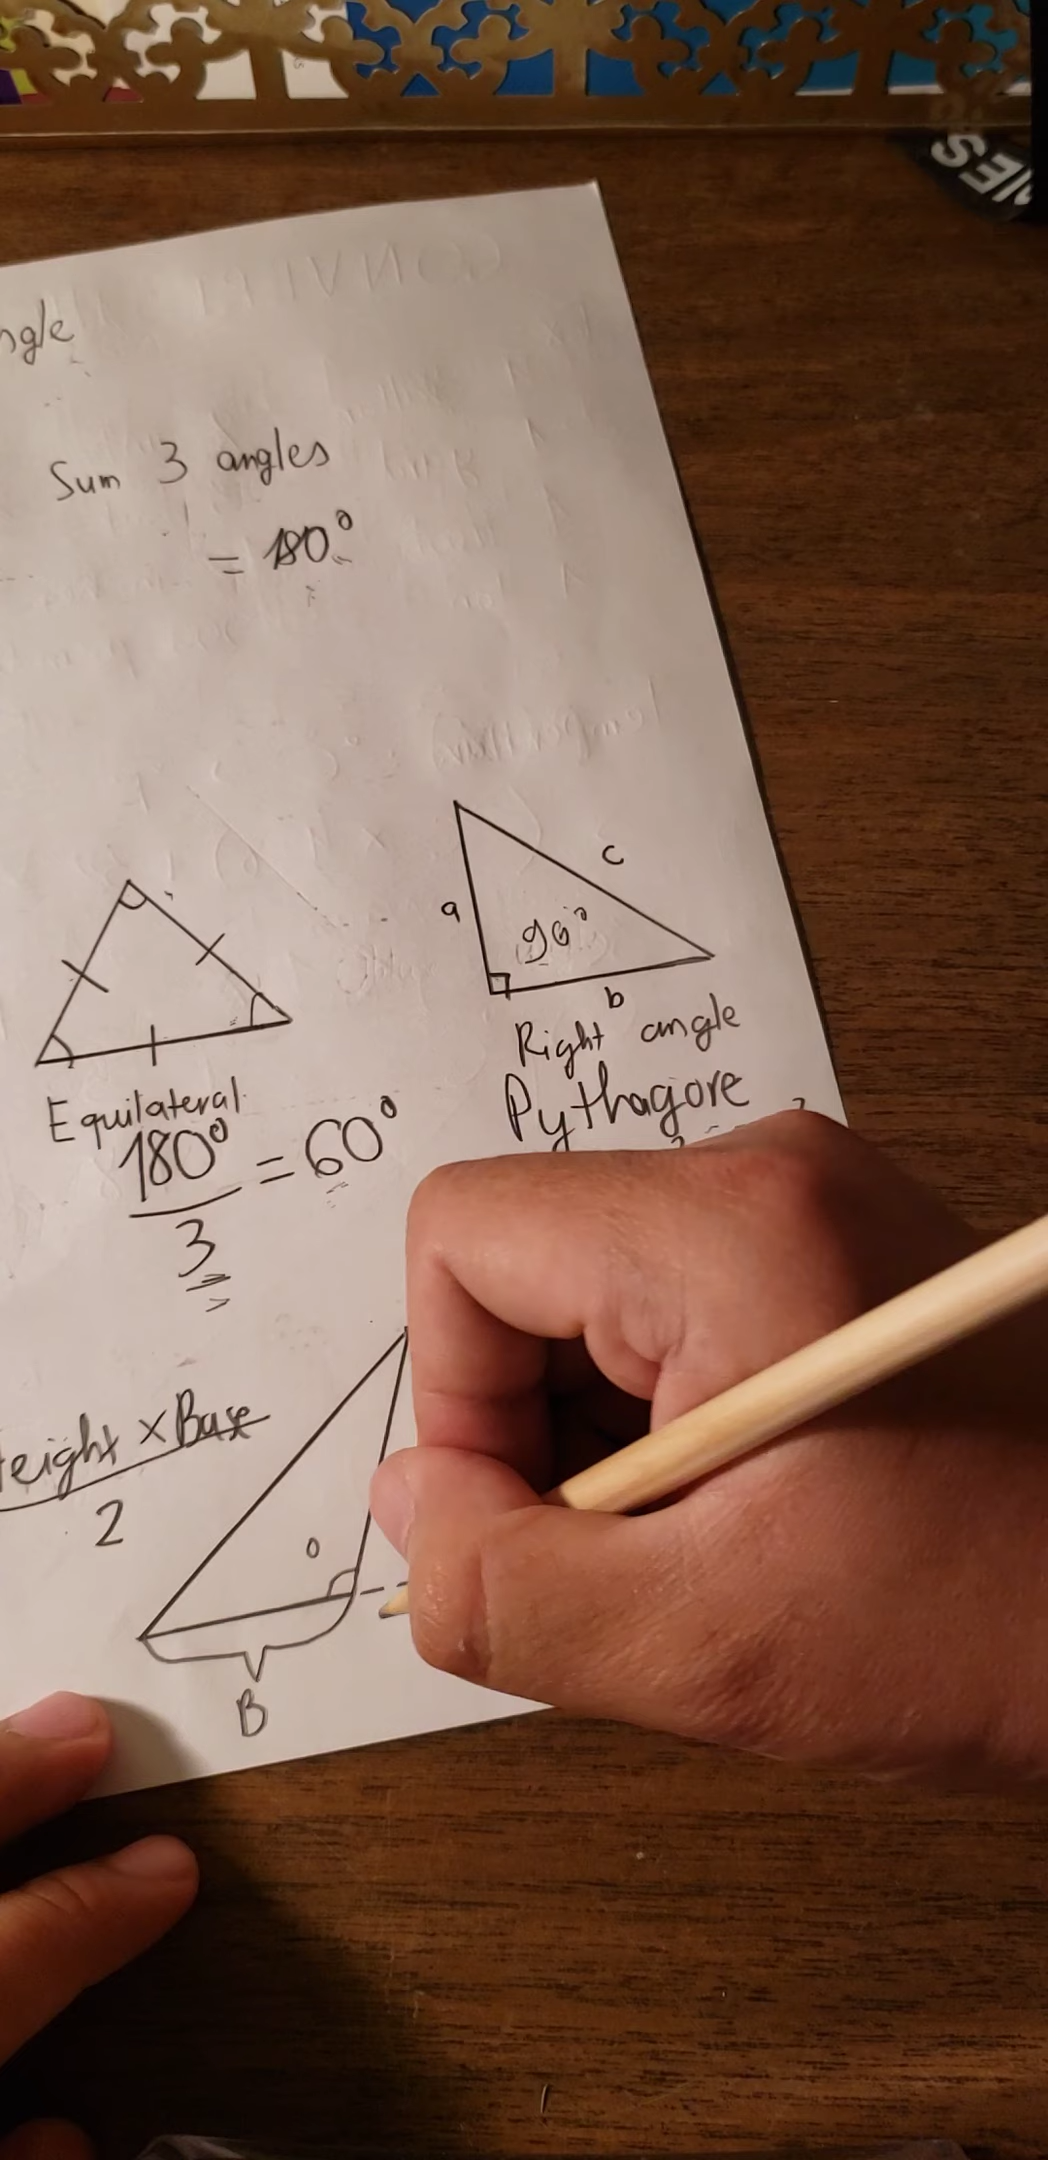 ngle
Sum 3 angles
= 180°
a
c
90°
b
Equilateral
180°
= 60°
3
Right angle
Pythagore
eight x Base
2
B